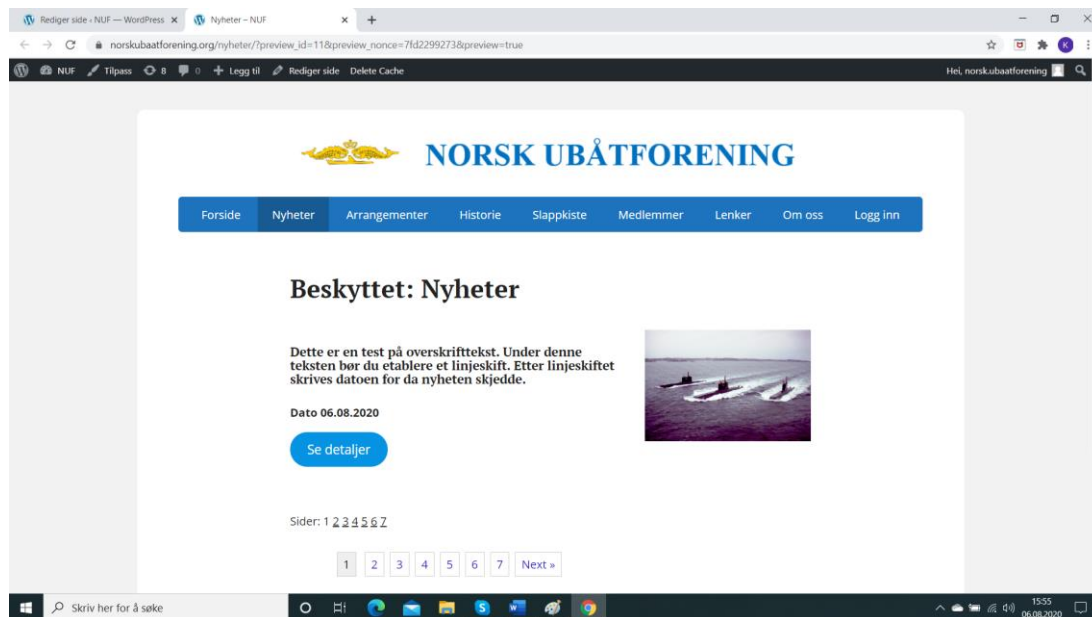 Rediger side ‹ NUF — WordPress
Nyheter – NUF
norskubaatforening.org/nyheter/?preview_id=11&preview_nonce=7fd2299273&preview=true
K
NUF Tilpass 8 0 Legg til Rediger side Delete Cache Hei, norsk.ubaatforening
NORSK UBÅTFORENING
Forside Nyheter Arrangementer Historie Slappkiste Medlemmer Lenker Om oss Logg inn
Beskyttet: Nyheter
Dette er en test på overskrifttekst. Under denne
teksten bør du etablere et linjeskift. Etter linjeskiftet
skrives datoen for da nyheten skjedde.
Dato 06.08.2020
Se detaljer
Sider: 1 2 3 4 5 6 7
1 2 3 4 5 6 7 Next »
Skriv her for å søke
15:55
06.08.2020